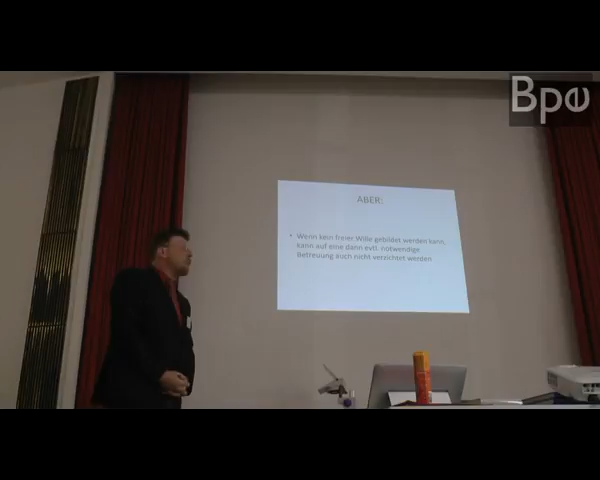 Bpe
ABER:
• Wenn kein freier Wille gebildet werden kann,
kann auf eine dann evtl. notwendige
Betreuung auch nicht verzichtet werden